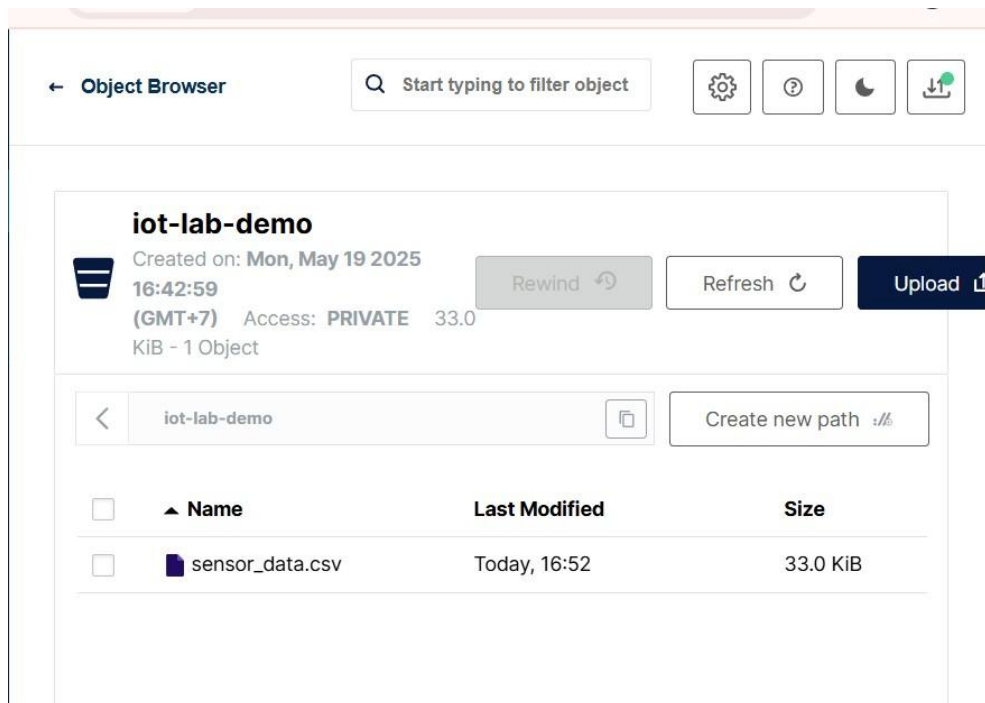 ← Object Browser
Start typing to filter object
iot-lab-demo
Created on: Mon, May 19 2025
16:42:59
(GMT+7) Access: PRIVATE 33.0
KiB - 1 Object
Rewind
Refresh
Upload
iot-lab-demo
Create new path
Name Last Modified Size
sensor_data.csv Today, 16:52 33.0 KiB